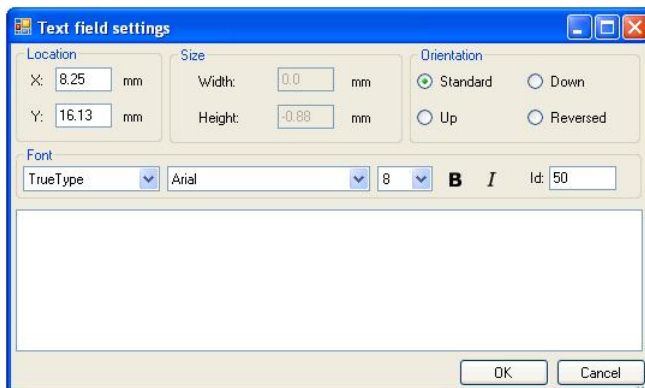 Text field settings
Location Size Orientation
X: 8.25 mm Width: 0.0 mm Standard Down
Y: 16.13 mm Height: -0.88 mm Up Reversed
Font
TrueType Arial 8 B I Id: 50
OK Cancel